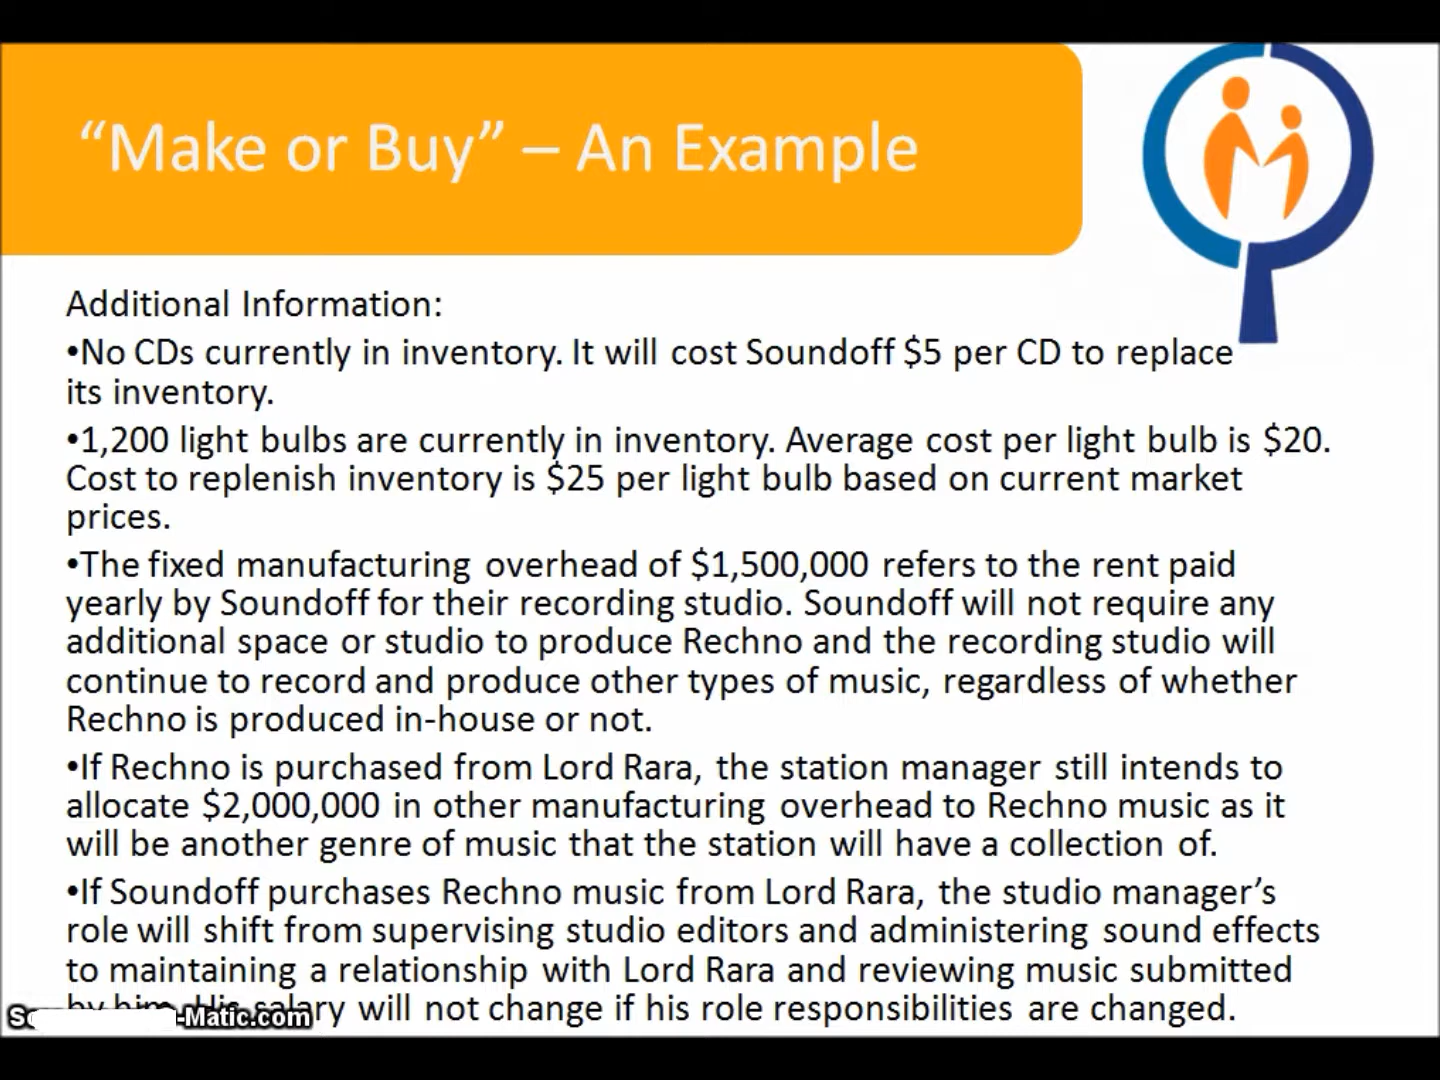 “Make or Buy” – An Example
Additional Information:
•No CDs currently in inventory. It will cost Soundoff $5 per CD to replace
its inventory.
•1,200 light bulbs are currently in inventory. Average cost per light bulb is $20.
Cost to replenish inventory is $25 per light bulb based on current market
prices.
•The fixed manufacturing overhead of $1,500,000 refers to the rent paid
yearly by Soundoff for their recording studio. Soundoff will not require any
additional space or studio to produce Rechno and the recording studio will
continue to record and produce other types of music, regardless of whether
Rechno is produced in-house or not.
•If Rechno is purchased from Lord Rara, the station manager still intends to
allocate $2,000,000 in other manufacturing overhead to Rechno music as it
will be another genre of music that the station will have a collection of.
•If Soundoff purchases Rechno music from Lord Rara, the studio manager’s
role will shift from supervising studio editors and administering sound effects
to maintaining a relationship with Lord Rara and reviewing music submitted
by him. His salary will not change if his role responsibilities are changed.
-Matic.com